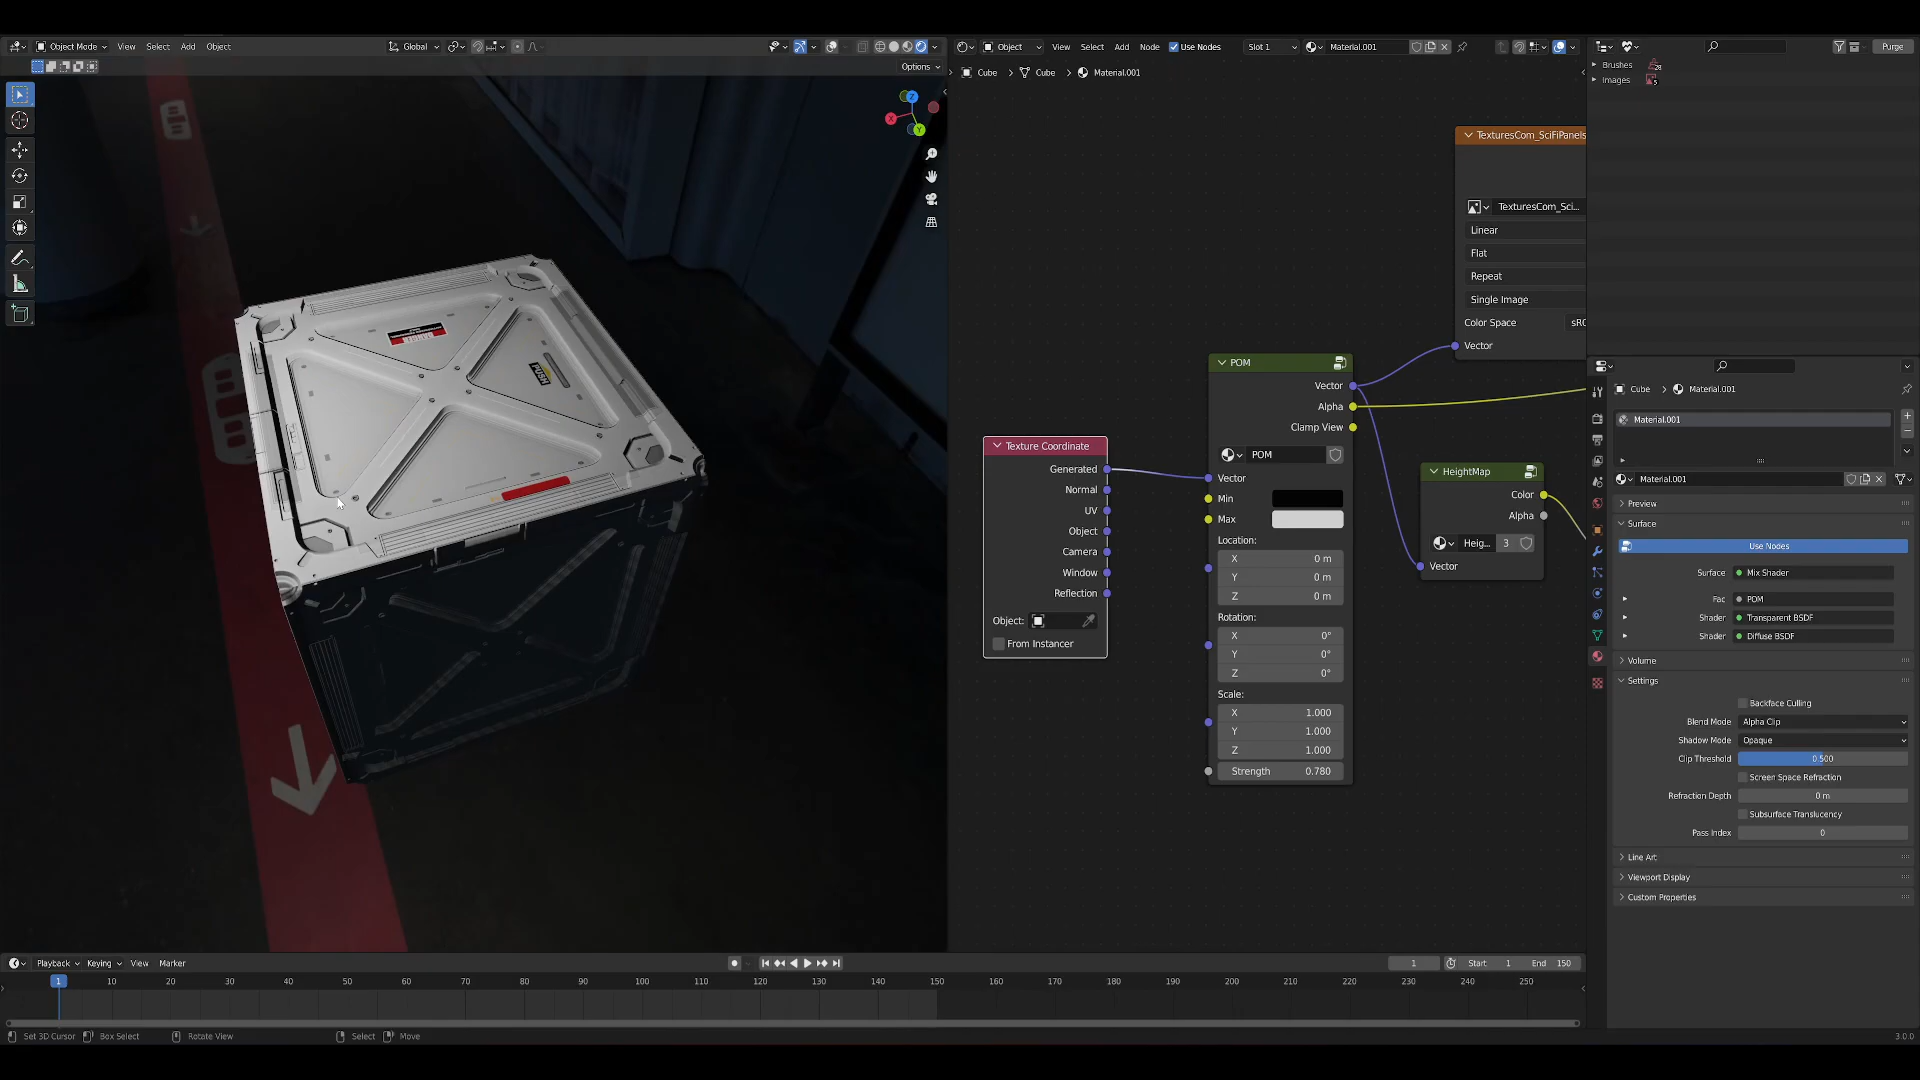 Object Mode View Select Add Object Global
Options
X Y Z
PUSH
Object View Select Add Node Use Nodes Slot 1 Material.001
Cube Cube Material.001
TexturesCom_SciFiPanels
TexturesCom_Sci...
Linear
Flat
Repeat
Single Image
Color Space
Vector
POM
Vector
Alpha
Clamp View
POM
Vector
Min
Max
Location:
X 0 m
Y 0 m
Z 0 m
Rotation:
X 0°
Y 0°
Z 0°
Scale:
X 1.000
Y 1.000
Z 1.000
Strength 0.780
Texture Coordinate
Generated
Normal
UV
Object
Camera
Window
Reflection
Object:
From Instancer
HeightMap
Color
Alpha
Heig... 3
Vector
Purge
Brushes
Images 5
Cube Material.001
Material.001
Material.001
Preview
Surface
Use Nodes
Surface Mix Shader
Fac POM
Shader Transparent BSDF
Shader Diffuse BSDF
Volume
Settings
Backface Culling
Blend Mode Alpha Clip
Shadow Mode Opaque
Clip Threshold 0.500
Screen Space Refraction
Refraction Depth 0 m
Subsurface Translucency
Pass Index 0
Line Art
Viewport Display
Custom Properties
Playback Keying View Marker 1 Start 1 End 150
1 10 20 30 40 50 60 70 80 90 100 110 120 130 140 150 160 170 180 190 200 210 220 230 240 250
Set 3D Cursor Box Select Rotate View Select Move 3.0.0